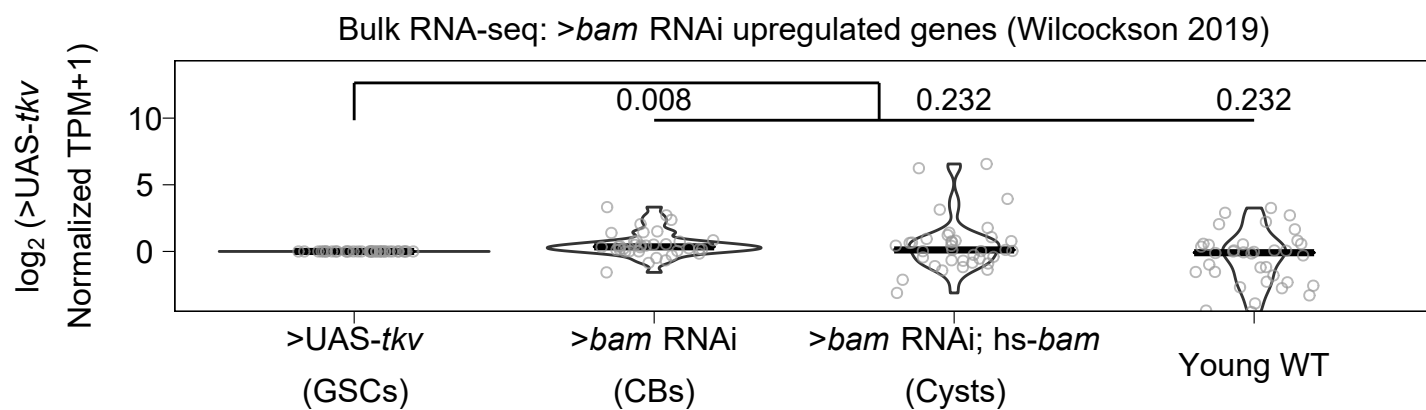 Bulk RNA-seq: >bam RNAi upregulated genes (Wilcockson 2019)
log₂ (>UAS-tkv
Normalized TPM+1)
0.008 0.232 0.232
10
5
0
>UAS-tkv >bam RNAi >bam RNAi; hs-bam Young WT
(GSCs) (CBs) (Cysts)